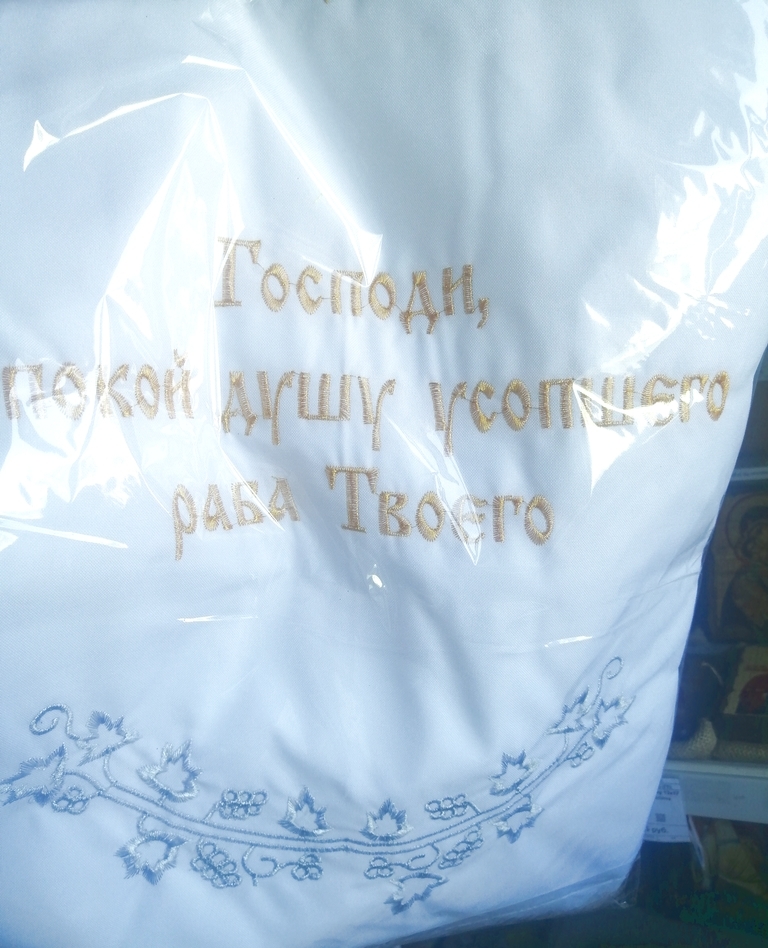 Господи,
покой душу усопшего
раба Твоего